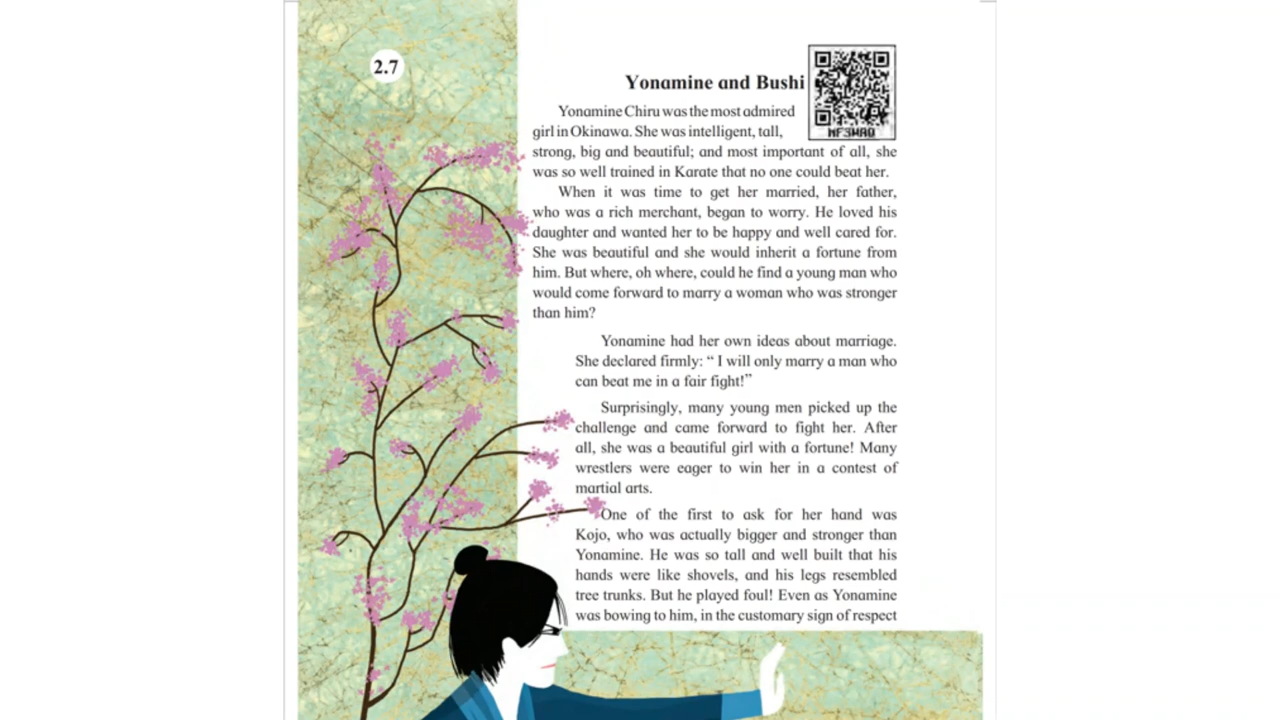 2.7
Yonamine and Bushi
MF3WAQ
Yonamine Chiru was the most admired
girl in Okinawa. She was intelligent, tall,
strong, big and beautiful; and most important of all, she
was so well trained in Karate that no one could beat her.
When it was time to get her married, her father,
who was a rich merchant, began to worry. He loved his
daughter and wanted her to be happy and well cared for.
She was beautiful and she would inherit a fortune from
him. But where, oh where, could he find a young man who
would come forward to marry a woman who was stronger
than him?
Yonamine had her own ideas about marriage.
She declared firmly: “ I will only marry a man who
can beat me in a fair fight!”
Surprisingly, many young men picked up the
challenge and came forward to fight her. After
all, she was a beautiful girl with a fortune! Many
wrestlers were eager to win her in a contest of
martial arts.
One of the first to ask for her hand was
Kojo, who was actually bigger and stronger than
Yonamine. He was so tall and well built that his
hands were like shovels, and his legs resembled
tree trunks. But he played foul! Even as Yonamine
was bowing to him, in the customary sign of respect